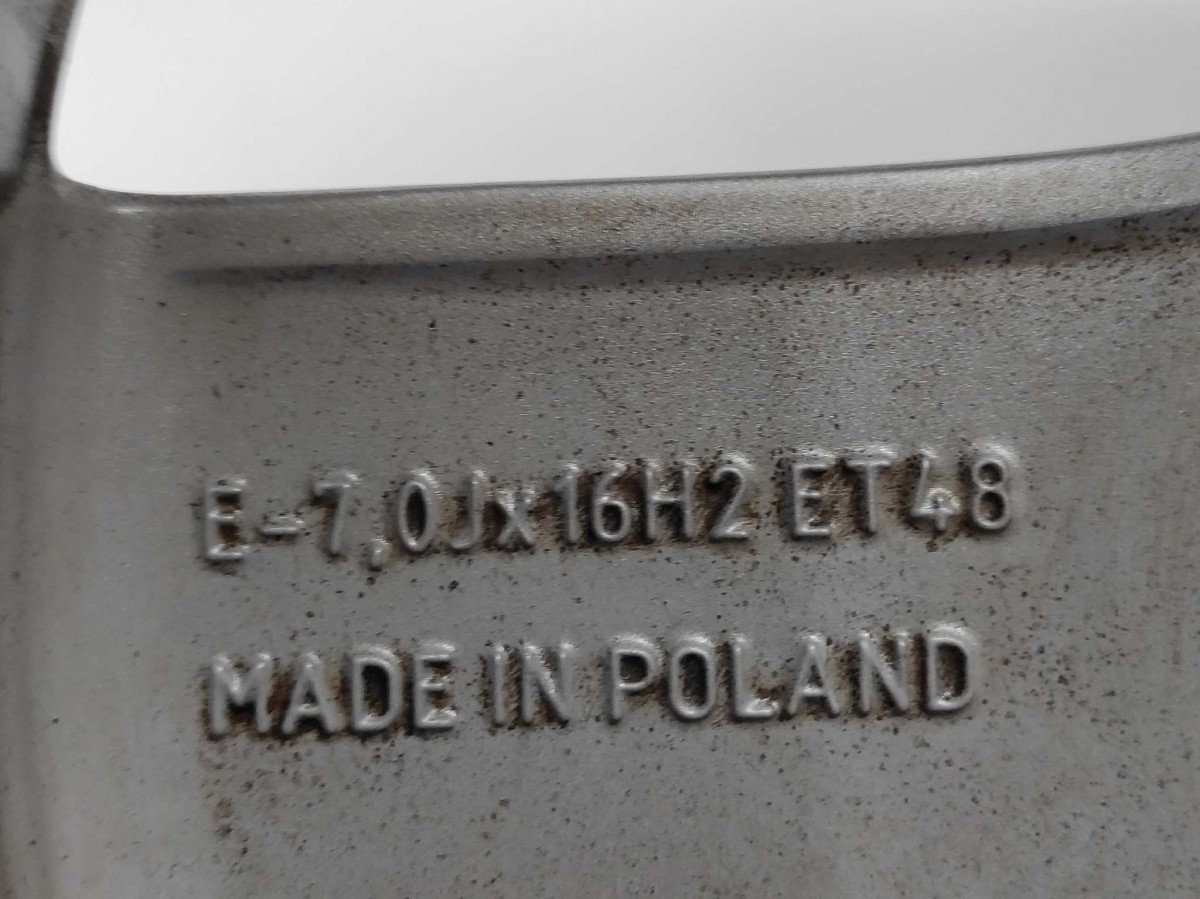 E-7,0Jx16H2 ET48
MADE IN POLAND